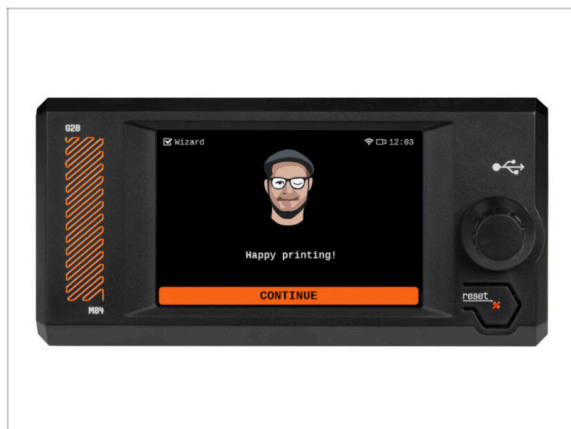 G28
Wizard
12:03
Happy printing!
CONTINUE
reset
M84